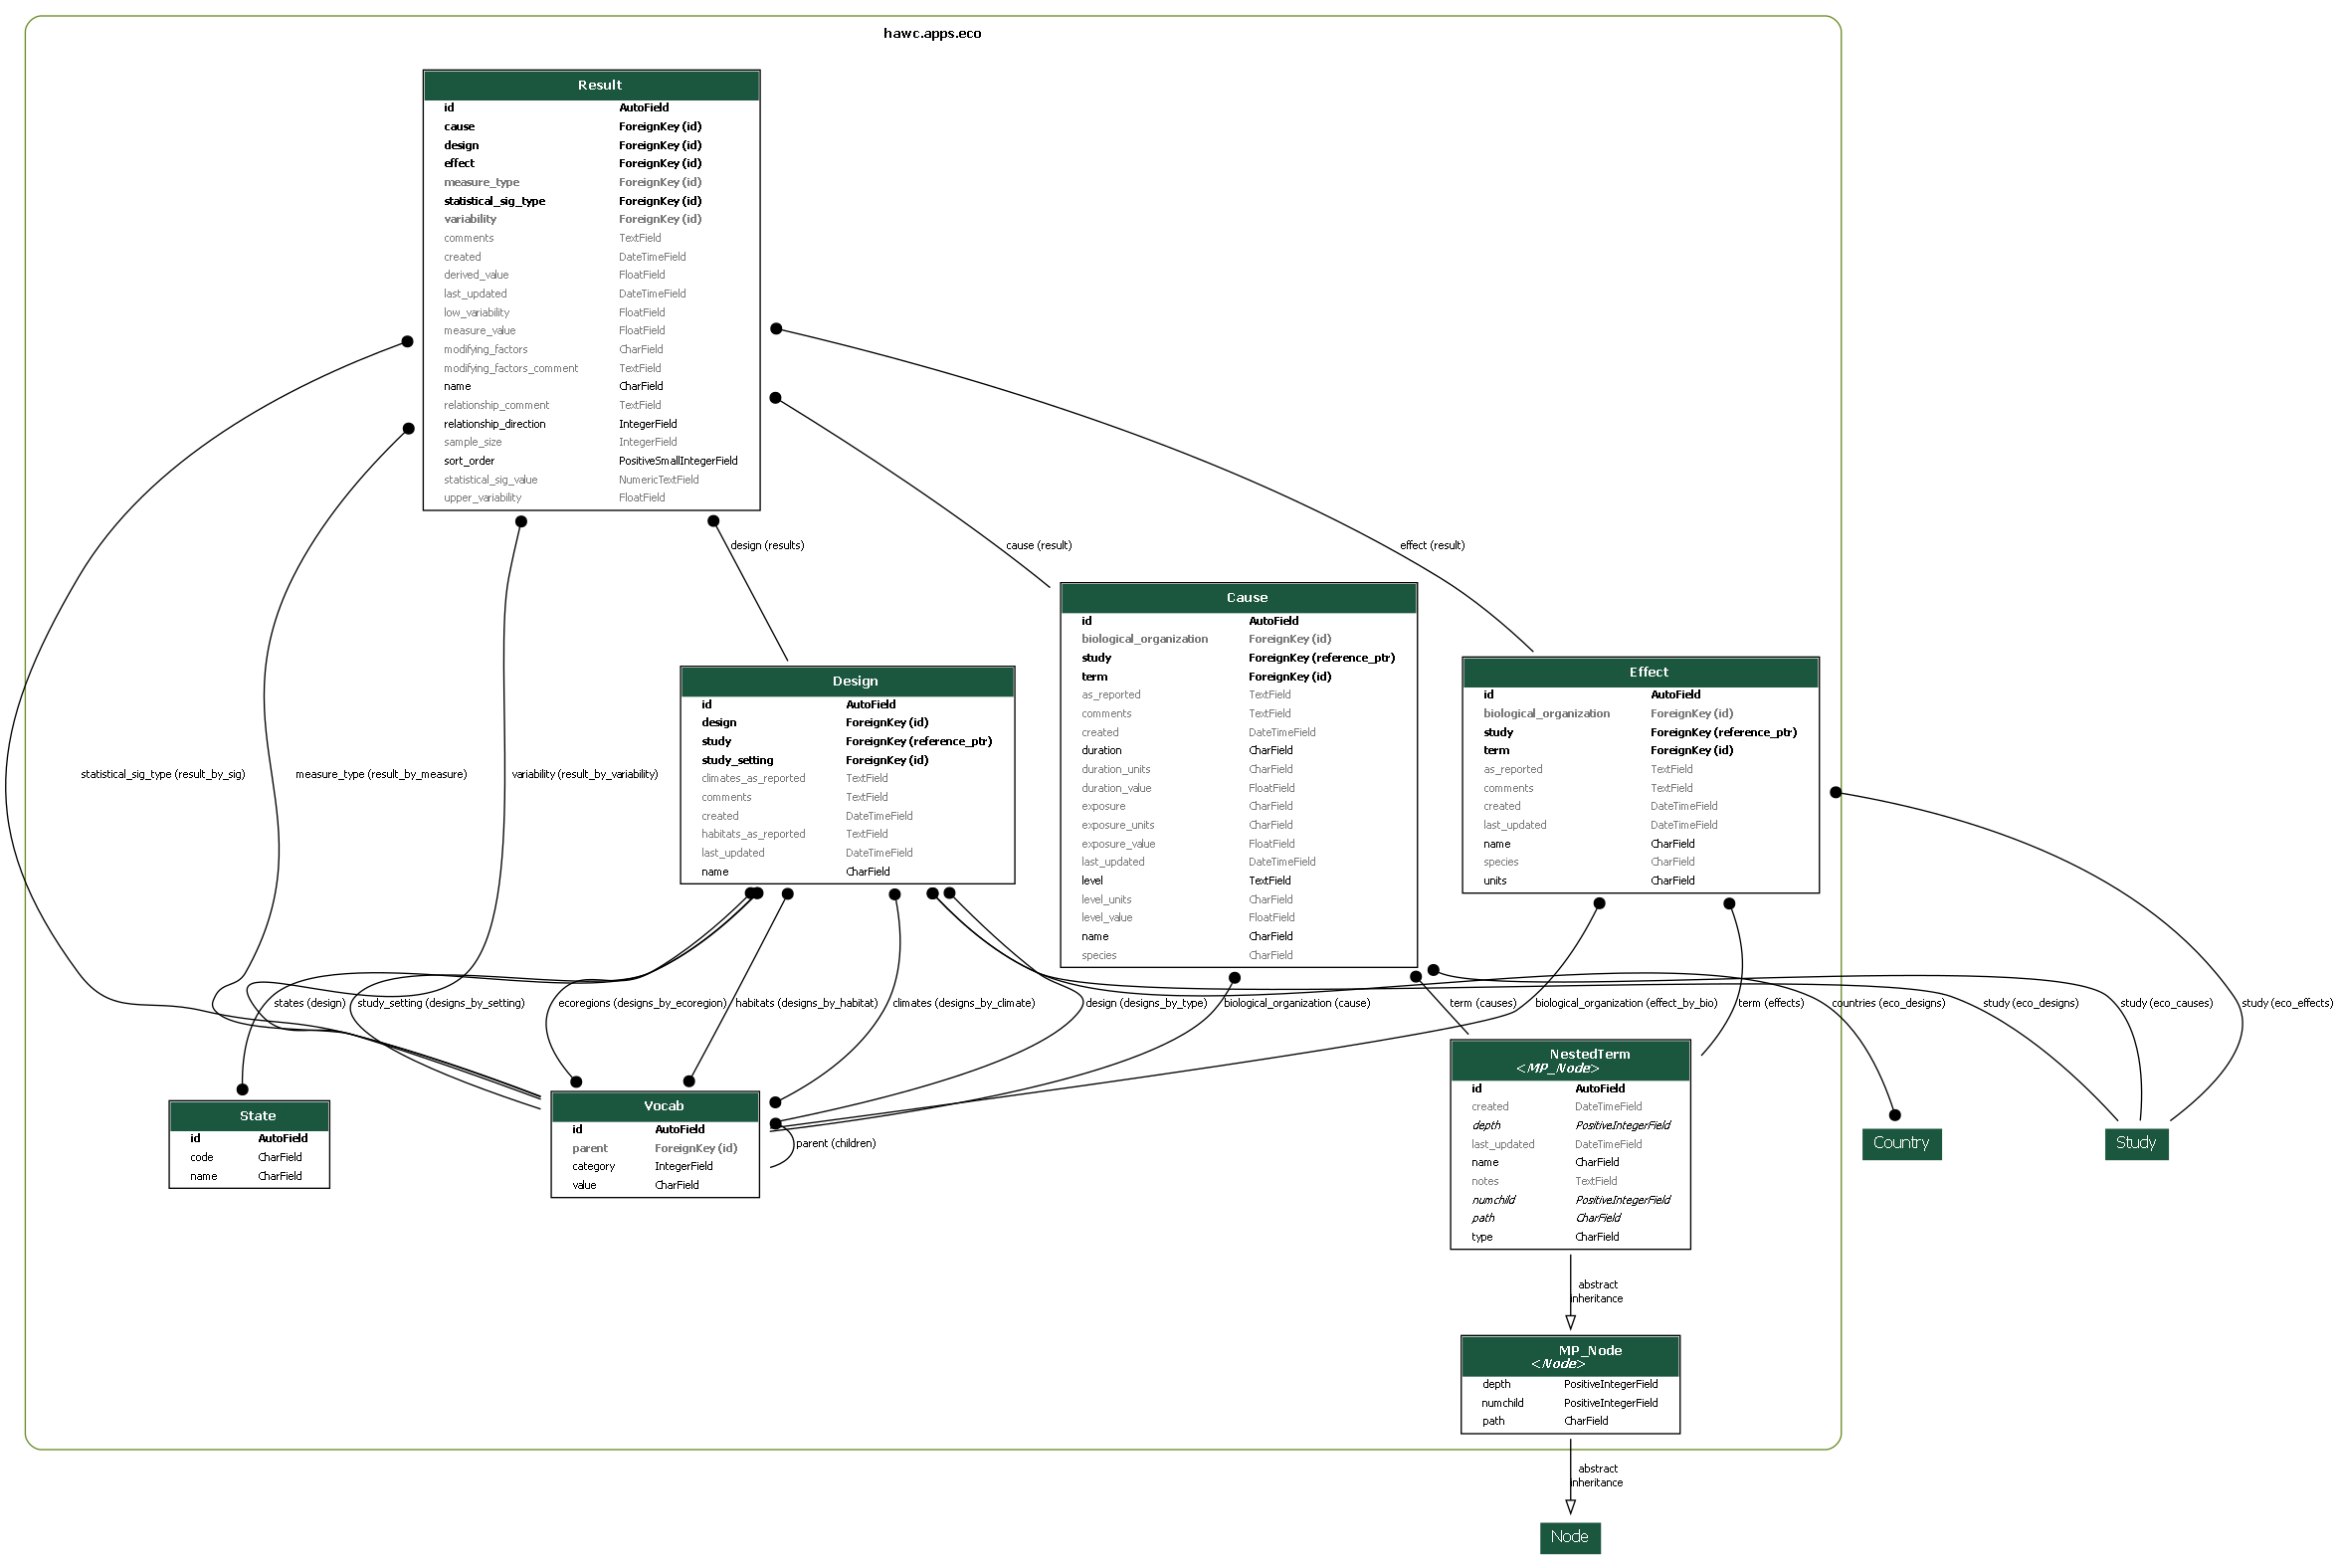 hawc.apps.eco
Result
id AutoField
cause ForeignKey (id)
design ForeignKey (id)
effect ForeignKey (id)
measure_type ForeignKey (id)
statistical_sig_type ForeignKey (id)
variability ForeignKey (id)
comments TextField
created DateTimeField
derived_value FloatField
last_updated DateTimeField
low_variability FloatField
measure_value FloatField
modifying_factors CharField
modifying_factors_comment TextField
name CharField
relationship_comment TextField
relationship_direction IntegerField
sample_size IntegerField
sort_order PositiveSmallIntegerField
statistical_sig_value NumericTextField
upper_variability FloatField
design (results)
cause (result)
effect (result)
Cause
id AutoField
biological_organization ForeignKey (id)
study ForeignKey (reference_ptr)
term ForeignKey (id)
as_reported TextField
comments TextField
created DateTimeField
duration CharField
duration_units CharField
duration_value FloatField
exposure CharField
exposure_units CharField
exposure_value FloatField
last_updated DateTimeField
level TextField
level_units CharField
level_value FloatField
name CharField
species CharField
Design
id AutoField
design ForeignKey (id)
study ForeignKey (reference_ptr)
study_setting ForeignKey (id)
climates_as_reported TextField
comments TextField
created DateTimeField
habitats_as_reported TextField
last_updated DateTimeField
name CharField
Effect
id AutoField
biological_organization ForeignKey (id)
study ForeignKey (reference_ptr)
term ForeignKey (id)
as_reported TextField
comments TextField
created DateTimeField
last_updated DateTimeField
name CharField
species CharField
units CharField
statistical_sig_type (result_by_sig)
measure_type (result_by_measure)
variability (result_by_variability)
states (design)
study_setting (designs_by_setting)
ecoregions (designs_by_ecoregion)
habitats (designs_by_habitat)
climates (designs_by_climate)
design (designs_by_type)
biological_organization (cause)
term (causes)
biological_organization (effect_by_bio)
term (effects)
countries (eco_designs)
study (eco_designs)
study (eco_causes)
study (eco_effects)
State
id AutoField
code CharField
name CharField
Vocab
id AutoField
parent ForeignKey (id)
category IntegerField
value CharField
parent (children)
NestedTerm
<MP_Node>
id AutoField
created DateTimeField
depth PositiveIntegerField
last_updated DateTimeField
name CharField
notes TextField
numchild PositiveIntegerField
path CharField
type CharField
Country
Study
abstract
inheritance
MP_Node
<Node>
depth PositiveIntegerField
numchild PositiveIntegerField
path CharField
abstract
inheritance
Node